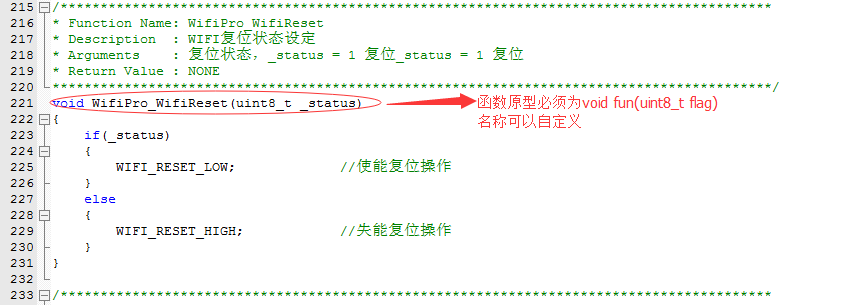 215 /******************************************************************************************
216 * Function Name: WifiPro_WifiReset
217 * Description  : WIFI复位状态设定
218 * Arguments    : 复位状态, _status = 1 复位_status = 1 复位
219 * Return Value : NONE
220 ******************************************************************************************/
221 void WifiPro_WifiReset(uint8_t _status)
函数原型必须为void fun(uint8_t flag)
名称可以自定义
222 {
223     if(_status)
224     {
225         WIFI_RESET_LOW;             //使能复位操作
226     }
227     else
228     {
229         WIFI_RESET_HIGH;            //失能复位操作
230     }
231 }
232
233 /******************************************************************************************